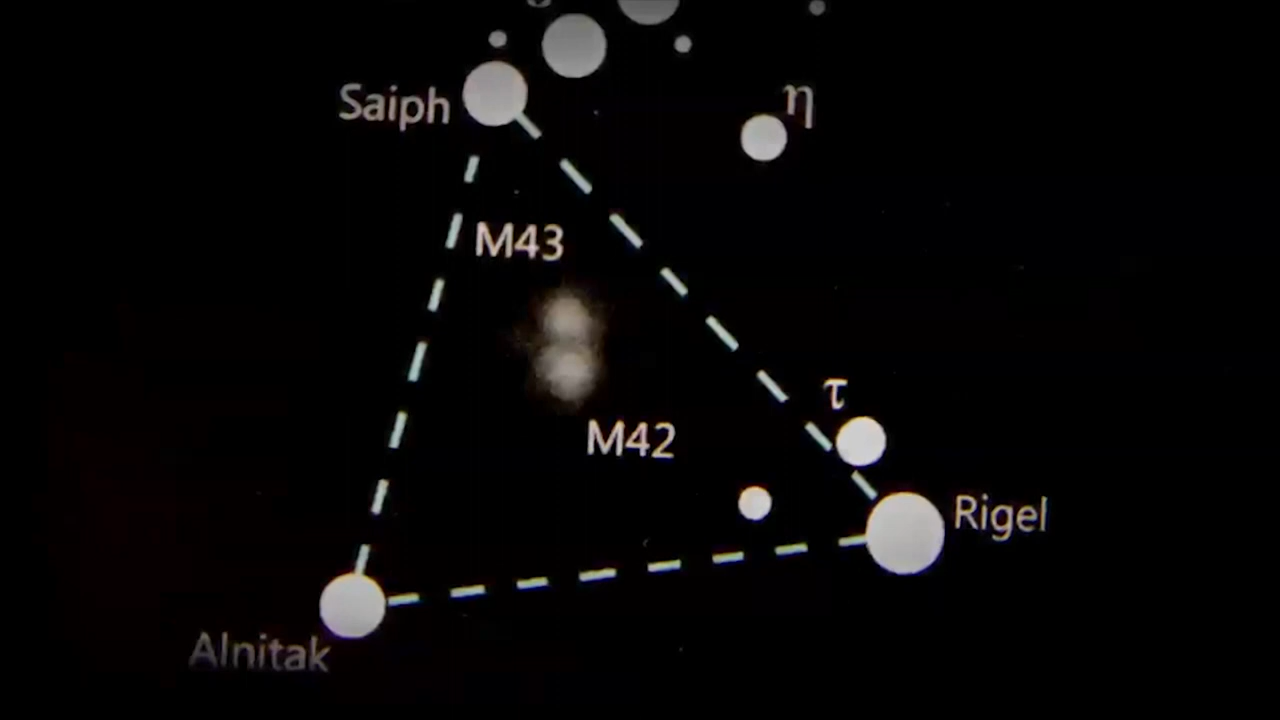 η
Saiph
M43
τ
M42
Rigel
Alnitak